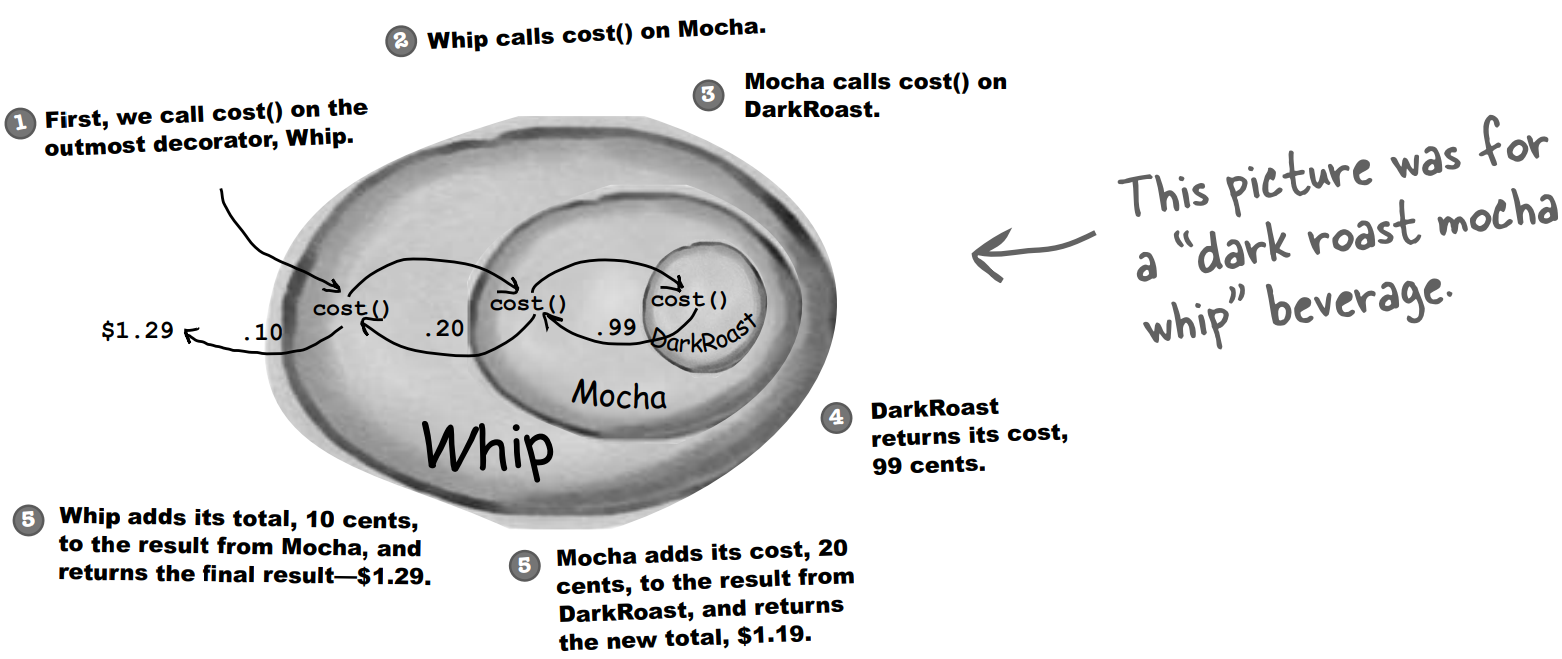 2 Whip calls cost() on Mocha.
3 Mocha calls cost() on
DarkRoast.
1 First, we call cost() on the
outmost decorator, Whip.
This picture was for
a “dark roast mocha
whip” beverage.
cost()
cost()
cost()
$1.29
.10
.20
.99
DarkRoast
Mocha
Whip
4 DarkRoast
returns its cost,
99 cents.
5 Whip adds its total, 10 cents,
to the result from Mocha, and
returns the final result—$1.29.
5 Mocha adds its cost, 20
cents, to the result from
DarkRoast, and returns
the new total, $1.19.